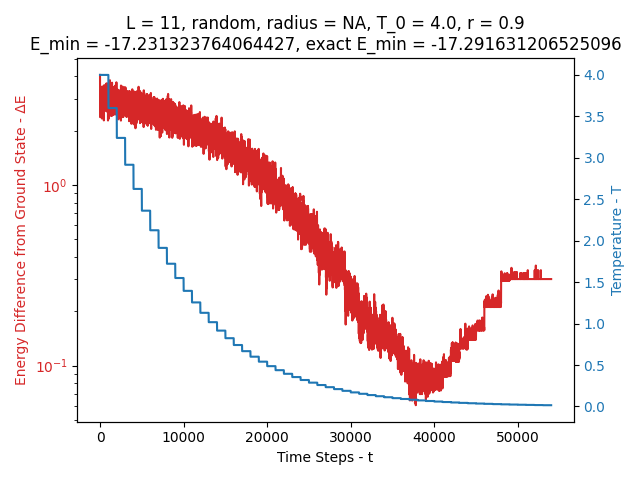 L = 11, random, radius = NA, T_0 = 4.0, r = 0.9
E_min = -17.231323764064427, exact E_min = -17.291631206525096
Energy Difference from Ground State - ΔE
10⁰
10⁻¹
4.0
3.5
3.0
2.5
2.0
1.5
1.0
0.5
0.0
Temperature - T
0 10000 20000 30000 40000 50000
Time Steps - t